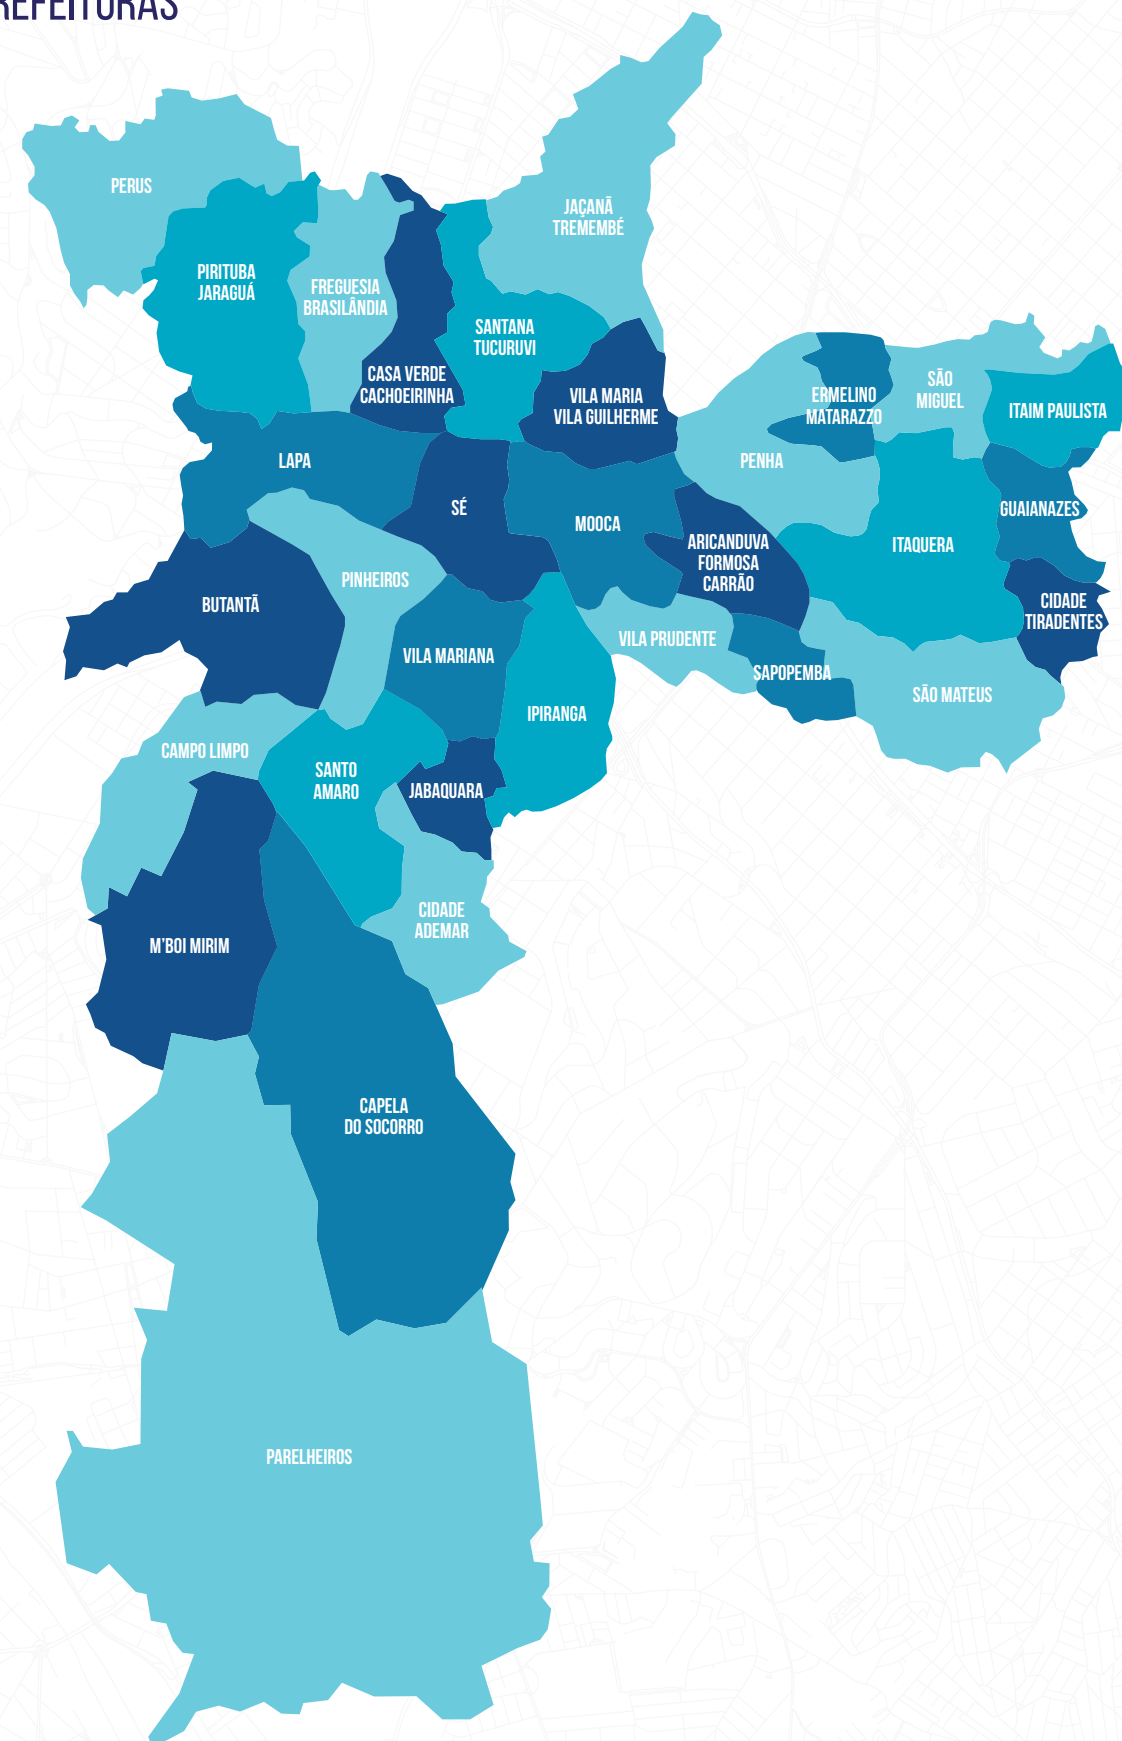 REFEITURAS
PERUS
JAÇANÃ
TREMEMBÉ
PIRITUBA
JARAGUÁ
FREGUESIA
BRASILÂNDIA
SANTANA
TUCURUVI
CASA VERDE
CACHOEIRINHA
VILA MARIA
VILA GUILHERME
ERMELINO
MATARAZZO
SÃO
MIGUEL
ITAIM PAULISTA
LAPA
PENHA
SÉ
MOOCA
GUAIANAZES
ARICANDUVA
FORMOSA
CARRÃO
ITAQUERA
PINHEIROS
BUTANTÃ
CIDADE
TIRADENTES
VILA PRUDENTE
VILA MARIANA
SAPOPEMBA
SÃO MATEUS
IPIRANGA
CAMPO LIMPO
SANTO
AMARO
JABAQUARA
CIDADE
ADEMAR
M'BOI MIRIM
CAPELA
DO SOCORRO
PARELHEIROS